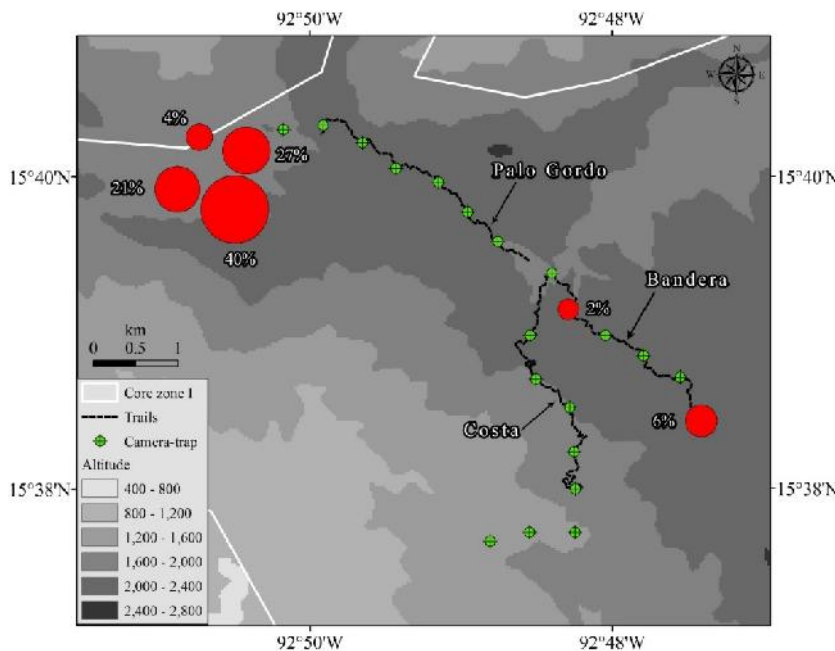 92°50'W 92°48'W
N
W E
S
4%
27%
15°40'N 15°40'N
21%
Palo Gordo
40%
Bandera
2%
km
0 0.5 1
Core zone I
Trails
Costa
6%
Camera-trap
Altitude
15°38'N 15°38'N
400 - 800
800 - 1,200
1,200 - 1,600
1,600 - 2,000
2,000 - 2,400
2,400 - 2,800
92°50'W 92°48'W